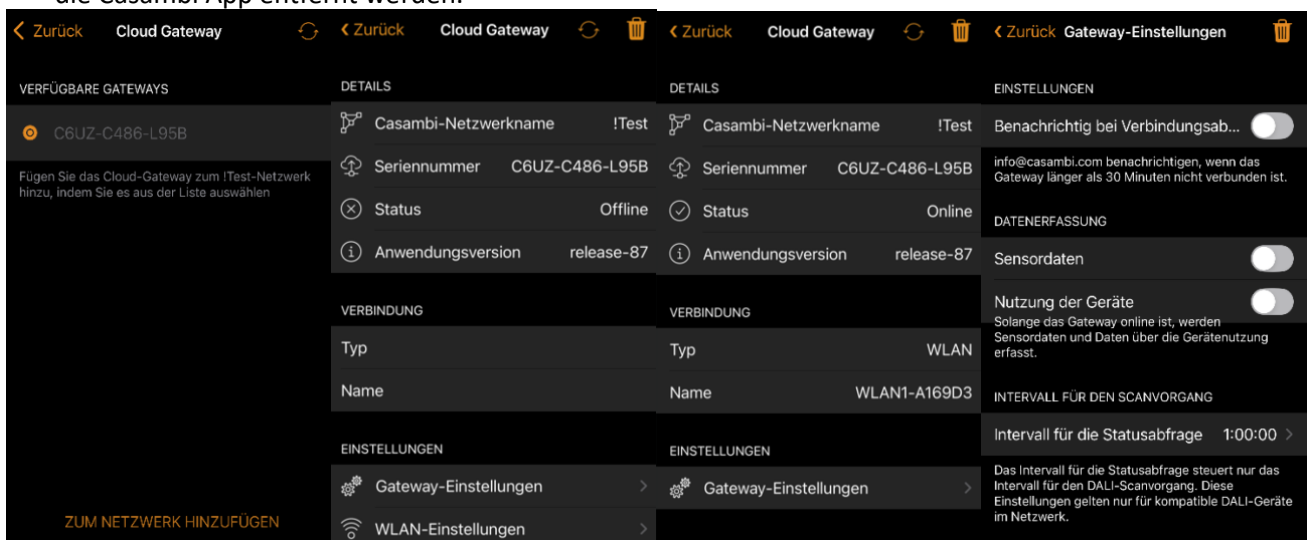 die Casambi App entfernt werden.
Zurück Cloud Gateway
VERFÜGBARE GATEWAYS
C6UZ-C486-L95B
Fügen Sie das Cloud-Gateway zum !Test-Netzwerk
hinzu, indem Sie es aus der Liste auswählen
ZUM NETZWERK HINZUFÜGEN
Zurück Cloud Gateway
DETAILS
Casambi-Netzwerkname !Test
Seriennummer C6UZ-C486-L95B
Status Offline
Anwendungsversion release-87
VERBINDUNG
Typ
Name
EINSTELLUNGEN
Gateway-Einstellungen
WLAN-Einstellungen
Zurück Cloud Gateway
DETAILS
Casambi-Netzwerkname !Test
Seriennummer C6UZ-C486-L95B
Status Online
Anwendungsversion release-87
VERBINDUNG
Typ WLAN
Name WLAN1-A169D3
EINSTELLUNGEN
Gateway-Einstellungen
Zurück Gateway-Einstellungen
EINSTELLUNGEN
Benachrichtig bei Verbindungsab...
info@casambi.com benachrichtigen, wenn das
Gateway länger als 30 Minuten nicht verbunden ist.
DATENERFASSUNG
Sensordaten
Nutzung der Geräte
Solange das Gateway online ist, werden
Sensordaten und Daten über die Gerätenutzung
erfasst.
INTERVALL FÜR DEN SCANVORGANG
Intervall für die Statusabfrage 1:00:00
Das Intervall für die Statusabfrage steuert nur das
Intervall für den DALI-Scanvorgang. Diese
Einstellungen gelten nur für kompatible DALI-Geräte
im Netzwerk.